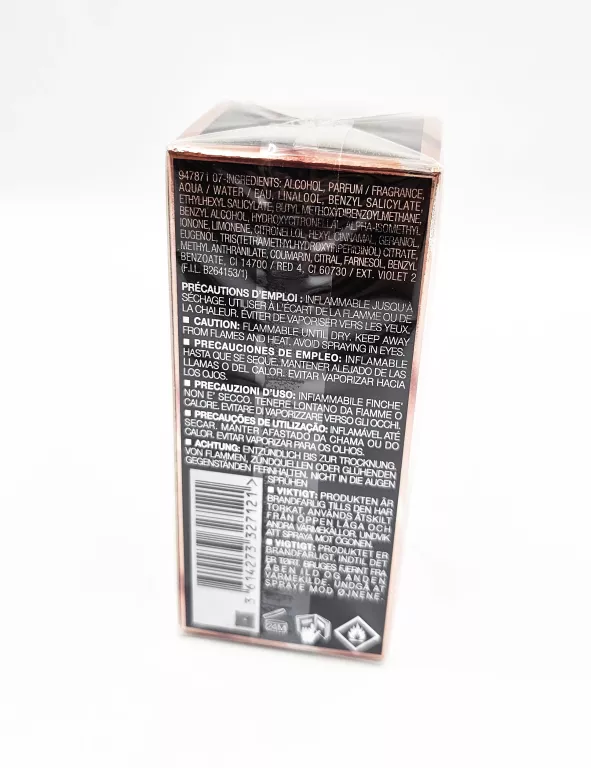 947871 07-INGREDIENTS: ALCOHOL, PARFUM / FRAGRANCE,
AQUA / WATER / EAU, LINALOOL, BENZYL SALICYLATE,
ETHYLHEXYL SALICYLATE, BUTYL METHOXYDIBENZOYLMETHANE,
BENZYL ALCOHOL, HYDROXYCITRONELLAL, ALPHA-ISOMETHYL
IONONE, LIMONENE, CITRONELLOL, HEXYL CINNAMAL, GERANIOL,
EUGENOL, TRIS(TETRAMETHYLHYDROXYPIPERIDINOL) CITRATE,
METHYL ANTHRANILATE, COUMARIN, CITRAL, FARNESOL, BENZYL
BENZOATE, CI 14700 / RED 4, CI 60730 / EXT. VIOLET 2
(F.I.L. B264153/1)
PRÉCAUTIONS D'EMPLOI : INFLAMMABLE JUSQU'À
SÉCHAGE. UTILISER À L'ÉCART DE LA FLAMME OU DE
LA CHALEUR. ÉVITER DE VAPORISER VERS LES YEUX.
■ CAUTION: FLAMMABLE UNTIL DRY. KEEP AWAY
FROM FLAMES AND HEAT. AVOID SPRAYING IN EYES.
■ PRECAUCIONES DE EMPLEO: INFLAMABLE
HASTA QUE SE SEQUE. MANTENER ALEJADO DE LAS
LLAMAS O DEL CALOR. EVITAR VAPORIZAR HACIA
LOS OJOS.
■ PRECAUZIONI D'USO: INFIAMMABILE FINCHE'
NON E' SECCO. TENERE LONTANO DA FIAMME O
CALORE. EVITARE DI VAPORIZZARE VERSO GLI OCCHI.
■ PRECAUÇÕES DE UTILIZAÇÃO: INFLAMÁVEL ATÉ
SECAR. MANTER AFASTADO DA CHAMA OU DO
CALOR. EVITAR VAPORIZAR PARA OS OLHOS.
■ ACHTUNG: ENTZÜNDLICH BIS ZUR TROCKNUNG.
VON FLAMMEN, ZÜNDQUELLEN ODER GLÜHENDEN
GEGENSTÄNDEN FERNHALTEN. NICHT IN DIE AUGEN
SPRÜHEN
■ VIKTIGT: PRODUKTEN ÄR
BRANDFARLIG TILLS DEN HAR
TORKAT. ANVÄNDS ÅTSKILT
FRÅN ÖPPEN LÅGA OCH
ANDRA VÄRMEKÄLLOR. UNDVIK
ATT SPRAYA MOT ÖGONEN.
■ VIGTIGT: PRODUKTET ER
BRANDFARLIGT, INDTIL DET
ER TØRT. BRUGES FJERNT FRA
ÅBEN ILD OG ANDEN
VARMEKILDE. UNDGÅ AT
SPRAYE MOD ØJNENE.
3 614273 327121>